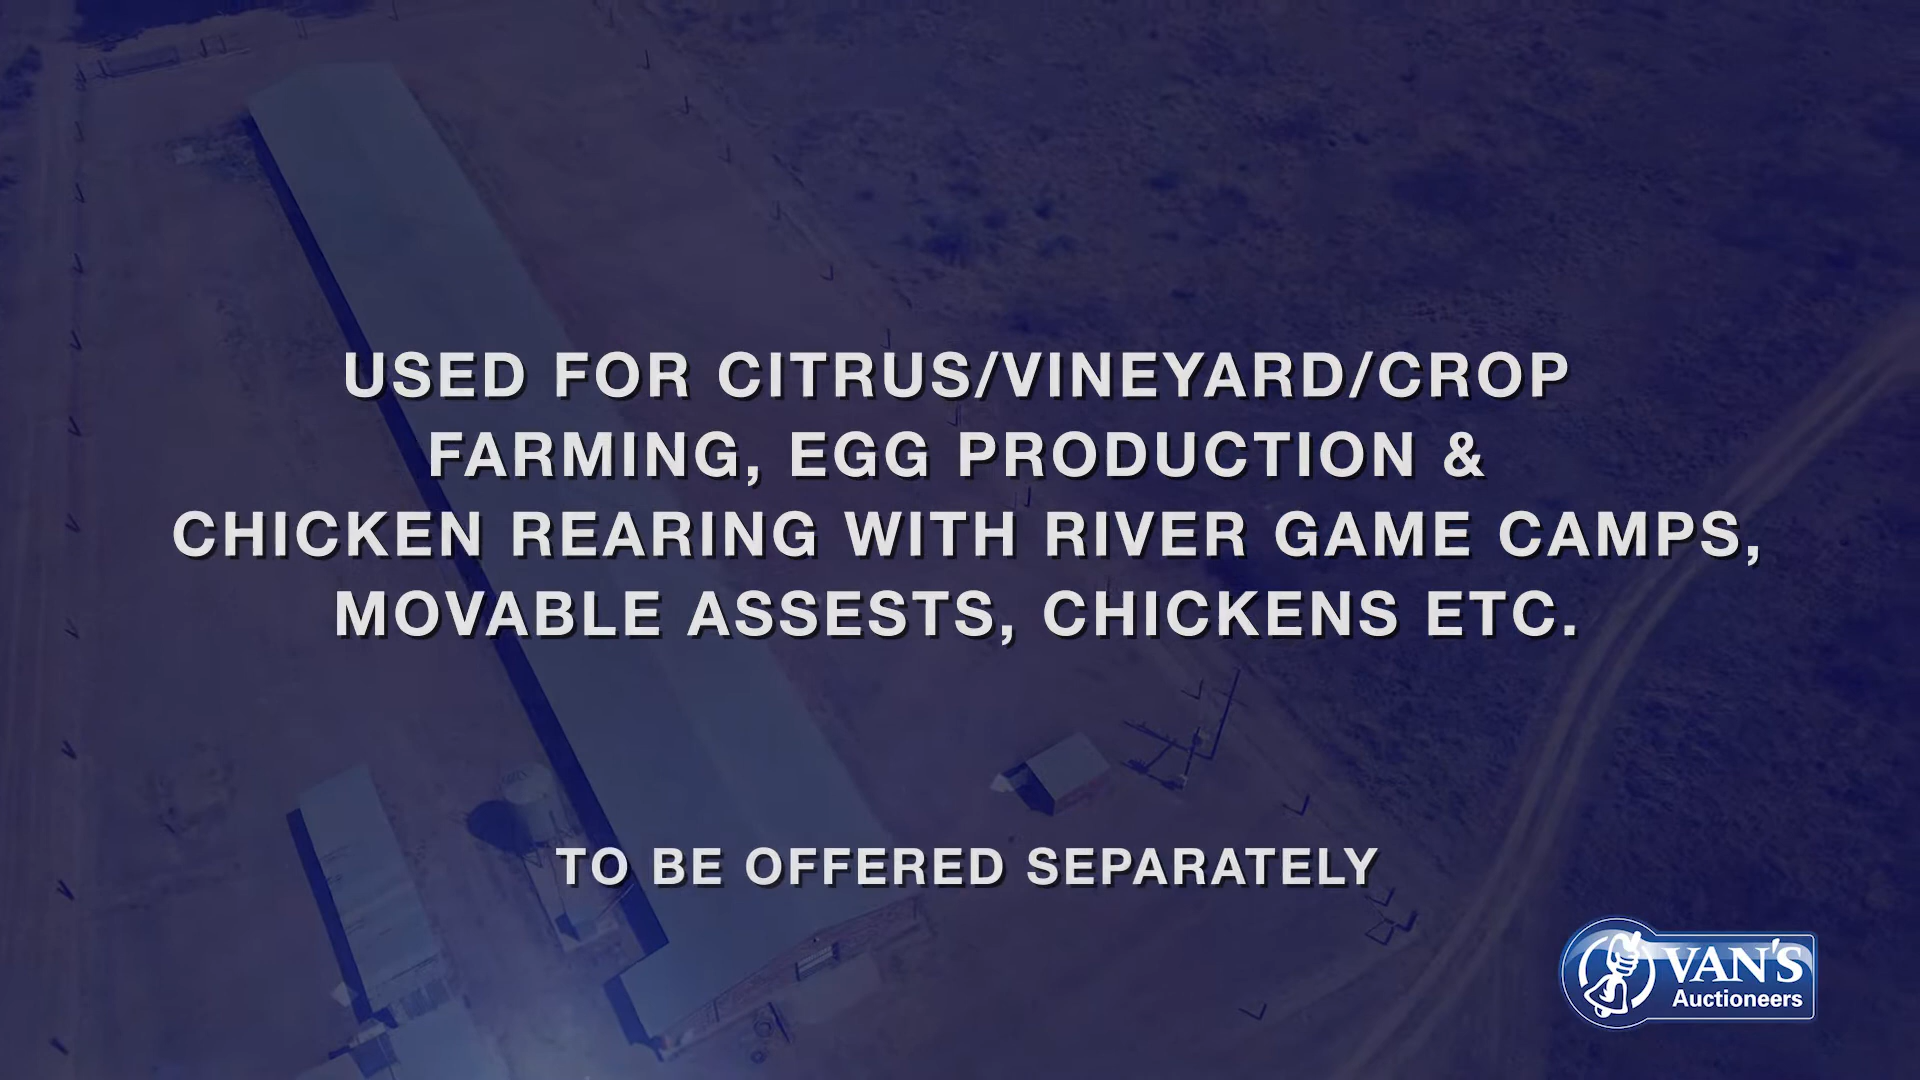 USED FOR CITRUS/VINEYARD/CROP
FARMING, EGG PRODUCTION &
CHICKEN REARING WITH RIVER GAME CAMPS,
MOVABLE ASSESTS, CHICKENS ETC.
TO BE OFFERED SEPARATELY
VAN'S
Auctioneers